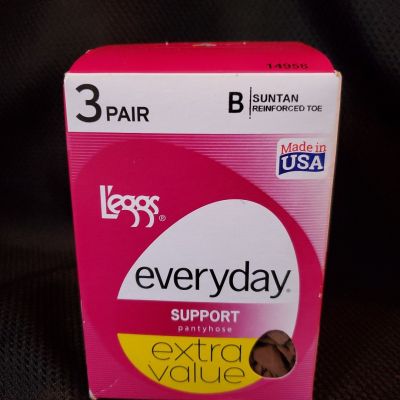 14956
3 PAIR
B SUNTAN
REINFORCED TOE
Made in
USA
L'eggs®
everyday®
SUPPORT
pantyhose
extra
value